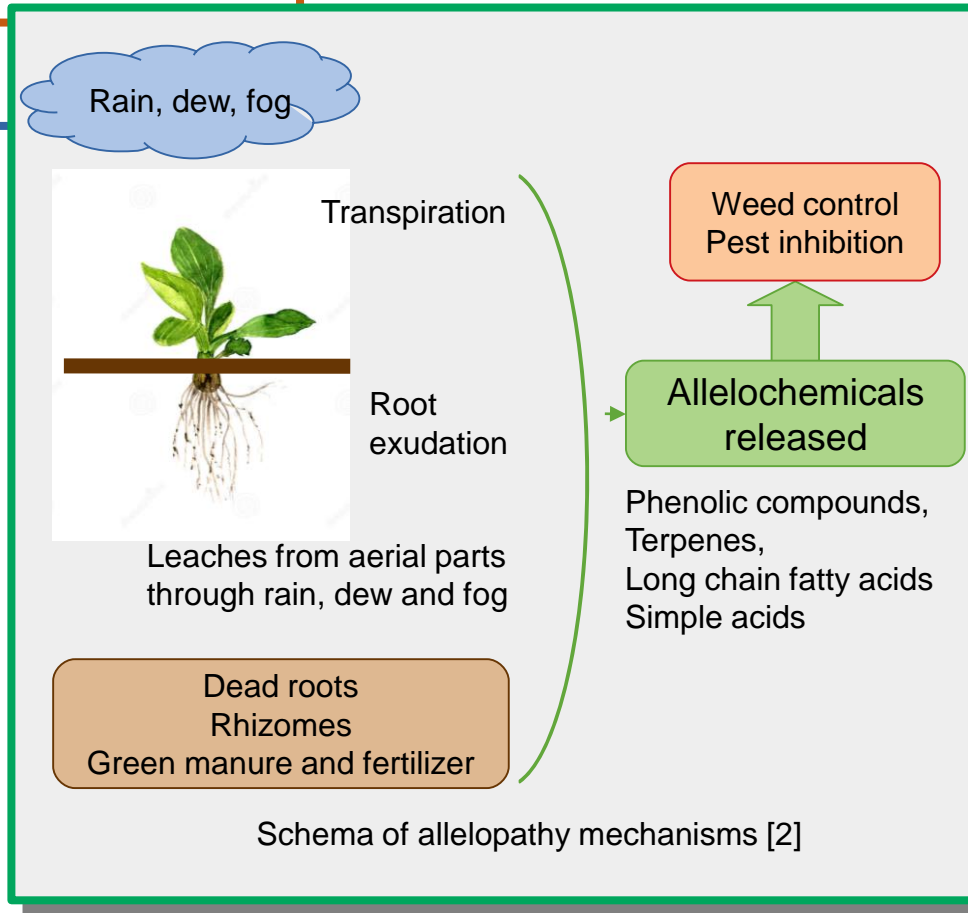 Rain, dew, fog
Transpiration
Root
exudation
Leaches from aerial parts
through rain, dew and fog
Dead roots
Rhizomes
Green manure and fertilizer
Weed control
Pest inhibition
Allelochemicals
released
Phenolic compounds,
Terpenes,
Long chain fatty acids
Simple acids
Schema of allelopathy mechanisms [2]